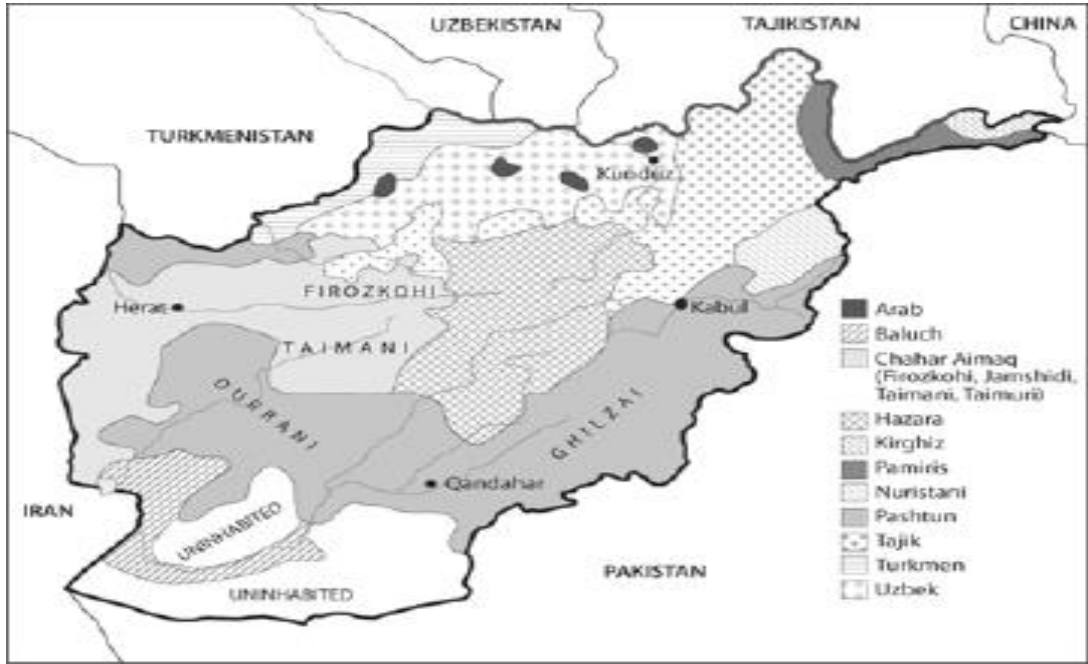 UZBEKISTAN
TAJIKISTAN
CHINA
TURKMENISTAN
Kunduz
FIROZKOHI
Herat
Kabul
TAIMANI
DURRANI
GHILZAI
Qandahar
IRAN
UNINHABITED
UNINHABITED
PAKISTAN
Arab
Baluch
Chahar Aimaq
(Firozkohi, Jamshidi,
Taimani, Taimuri)
Hazara
Kirghiz
Pamiris
Nuristani
Pashtun
Tajik
Turkmen
Uzbek